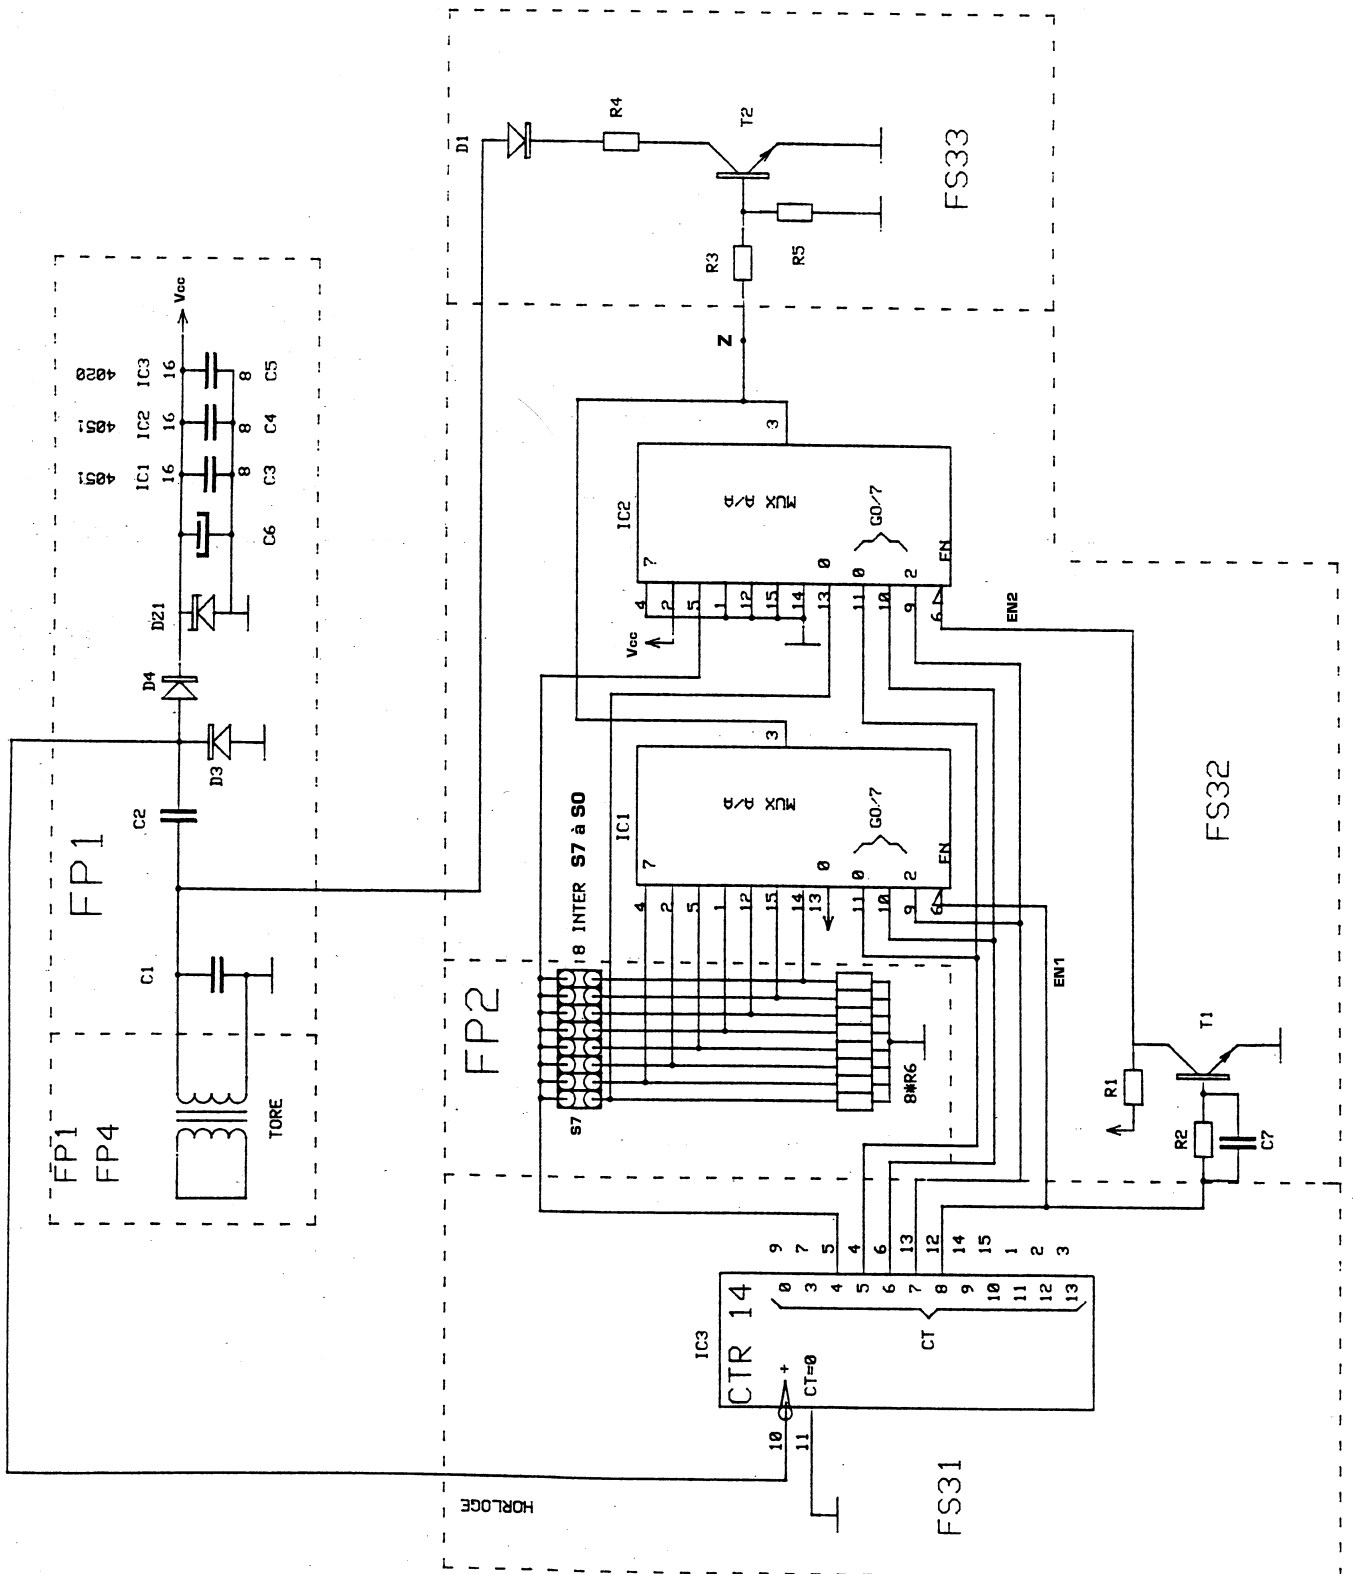 D1
R4
T2
R3
R5
FS33
Z
Vcc
4020
IC3
16
8
C5
4051
IC2
16
8
C4
4051
IC1
16
8
C3
C6
DZ1
D4
D3
C2
FP1
C1
FP1
FP4
TORE
IC2
MUX A/A
G0/7
7
0
0
2
EN
3
4
2
5
1
12
15
14
13
11
10
9
6
Vcc
EN2
IC1
MUX A/A
G0/7
7
0
0
2
EN
3
4
2
5
1
12
15
14
13
11
10
9
6
EN1
8 INTER S7 à S0
FP2
S7
8*R6
FS32
R1
T1
R2
C7
IC3
CTR 14
CT=0
+
CT
0
3
4
5
6
7
8
9
10
11
12
13
9
7
5
4
6
13
12
14
15
1
2
3
10
11
HORLOGE
FS31